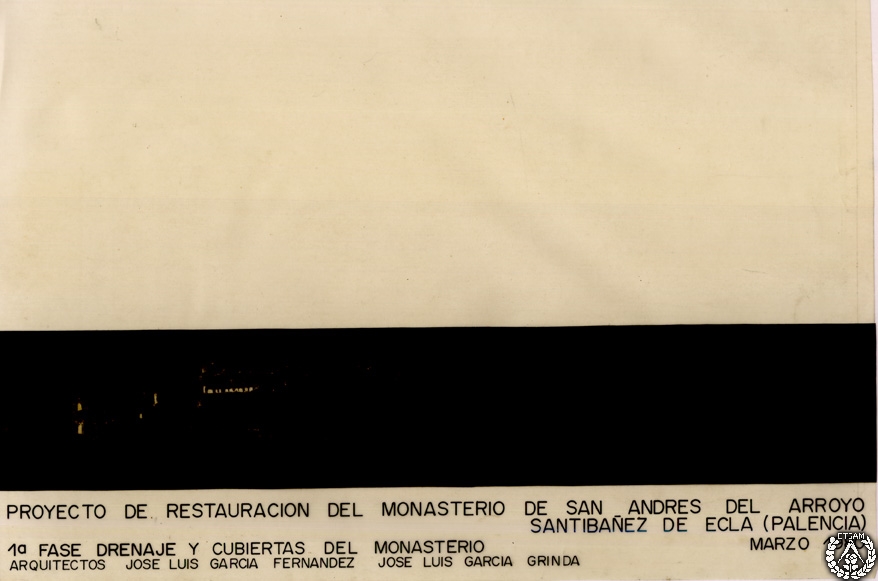 PROYECTO DE RESTAURACION DEL MONASTERIO DE SAN ANDRES DEL ARROYO
SANTIBAÑEZ DE ECLA (PALENCIA)
MARZO
1ª FASE DRENAJE Y CUBIERTAS DEL MONASTERIO
ARQUITECTOS JOSE LUIS GARCIA FERNANDEZ JOSE LUIS GARCIA GRINDA
ETSAM